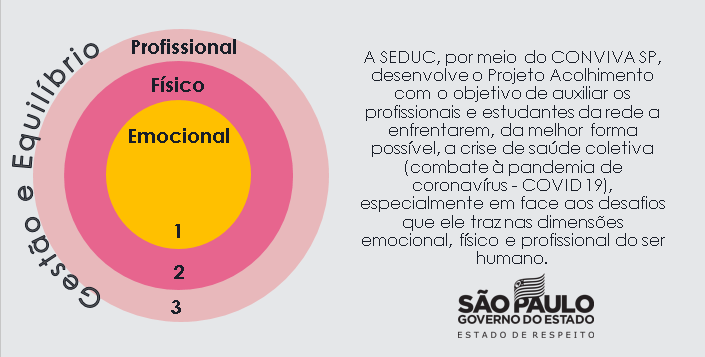 Gestão e Equilíbrio
Profissional
Físico
Emocional
1
2
3
A SEDUC, por meio do CONVIVA SP,
desenvolve o Projeto Acolhimento
com o objetivo de auxiliar os
profissionais e estudantes da rede a
enfrentarem, da melhor forma
possível, a crise de saúde coletiva
(combate à pandemia de
coronavírus - COVID 19),
especialmente em face aos desafios
que ele traz nas dimensões
emocional, físico e profissional do ser
humano.
SÃO PAULO
GOVERNO DO ESTADO
ESTADO DE RESPEITO